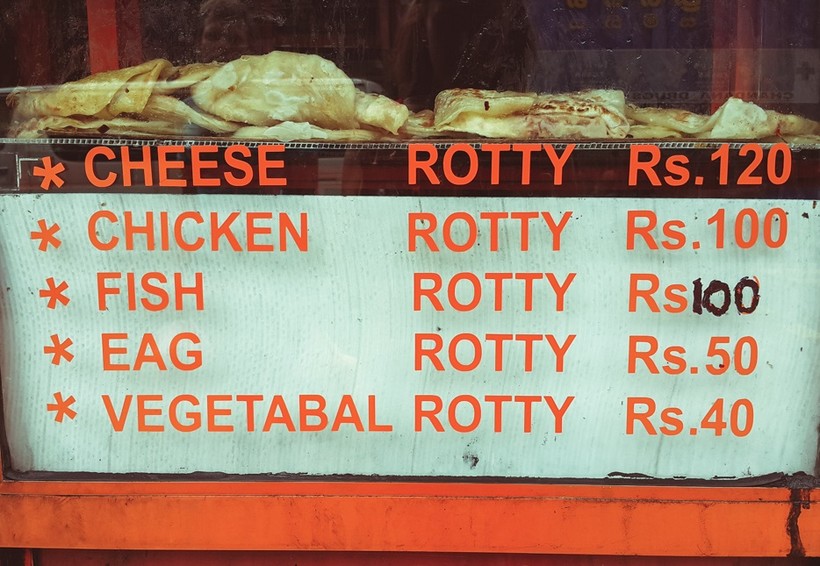 * CHEESE ROTTY Rs.120
* CHICKEN ROTTY Rs.100
* FISH ROTTY Rs100
* EAG ROTTY Rs.50
* VEGETABAL ROTTY Rs.40